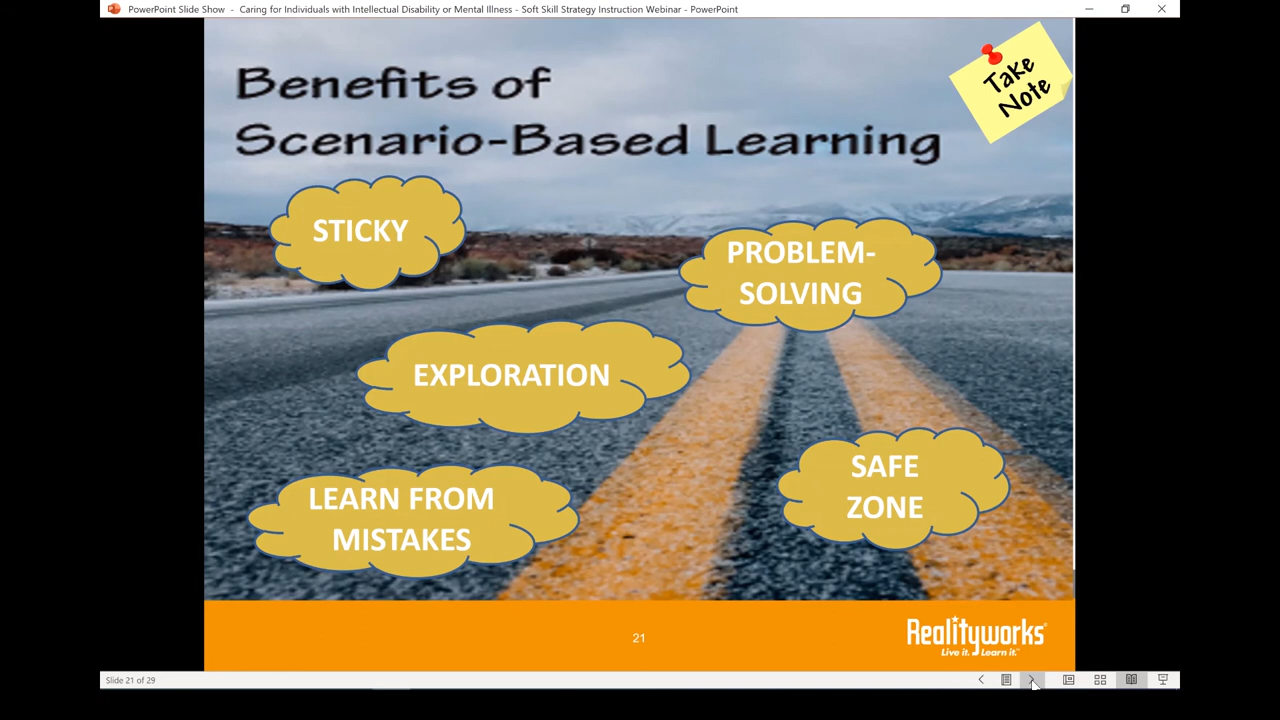 PowerPoint Slide Show - Caring for Individuals with Intellectual Disability or Mental Illness - Soft Skill Strategy Instruction Webinar - PowerPoint
Benefits of
Scenario-Based Learning
Take
Note
STICKY
PROBLEM-
SOLVING
EXPLORATION
LEARN FROM
MISTAKES
SAFE
ZONE
21
Realityworks®
Live it. Learn it.™
Slide 21 of 29